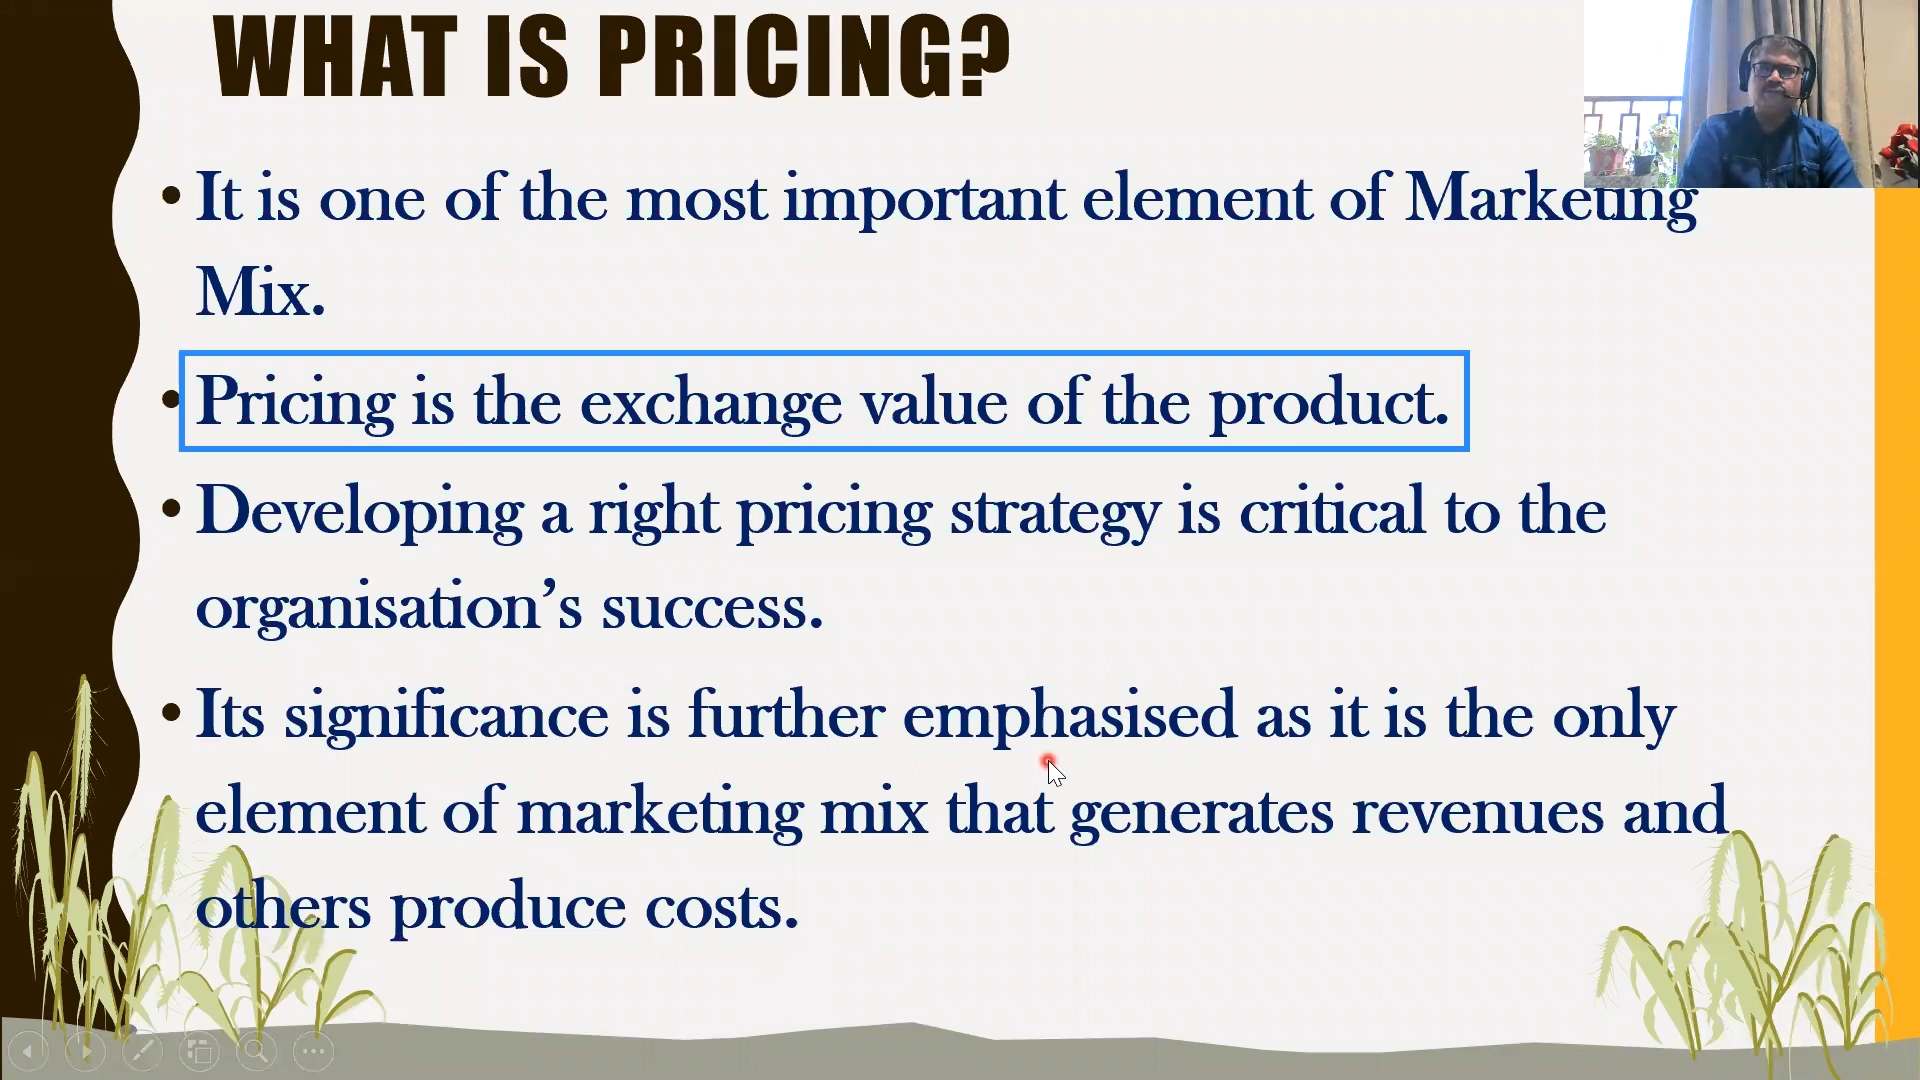 WHAT IS PRICING?
• It is one of the most important element of Marketing
Mix.
• Pricing is the exchange value of the product.
• Developing a right pricing strategy is critical to the
organisation’s success.
• Its significance is further emphasised as it is the only
element of marketing mix that generates revenues and
others produce costs.